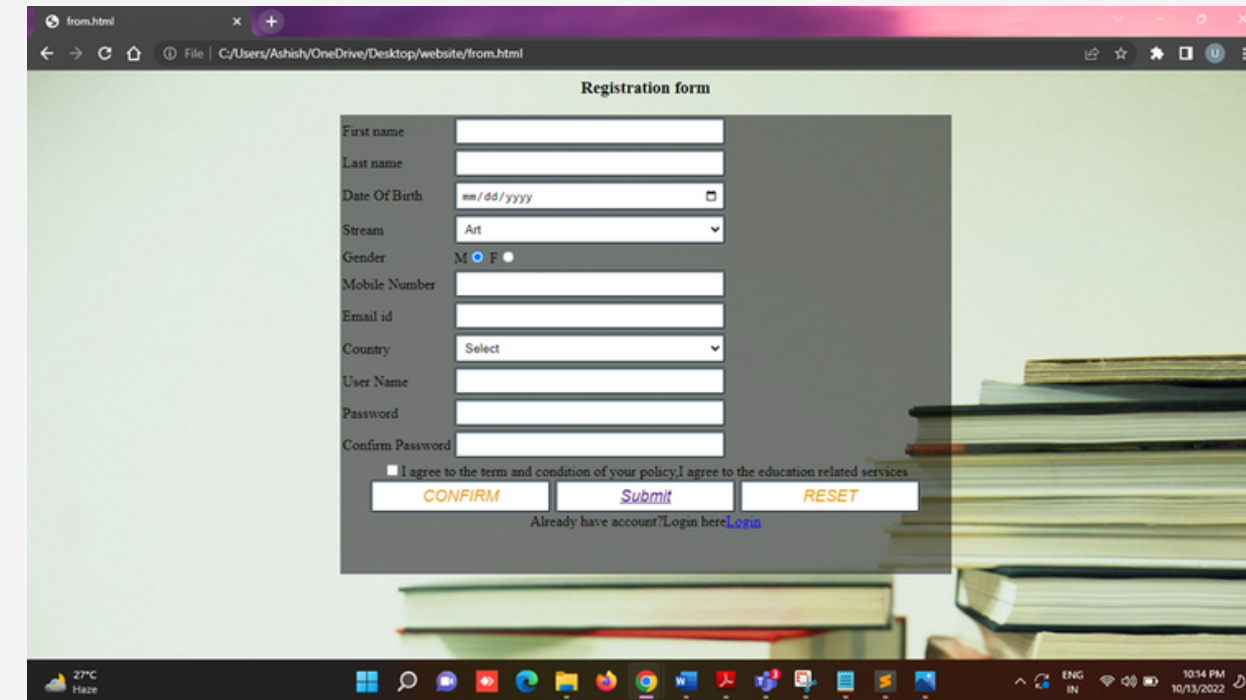 from.html
File | C:/Users/Ashish/OneDrive/Desktop/website/from.html
U
Registration form
First name
Last name
Date Of Birth mm/dd/yyyy
Stream Art
Gender M F
Mobile Number
Email id
Country Select
User Name
Password
Confirm Password
I agree to the term and condition of your policy,I agree to the education related services
CONFIRM Submit RESET
Already have account?Login hereLogin
27°C
Haze
ENG
IN
10:54 PM
10/13/2022